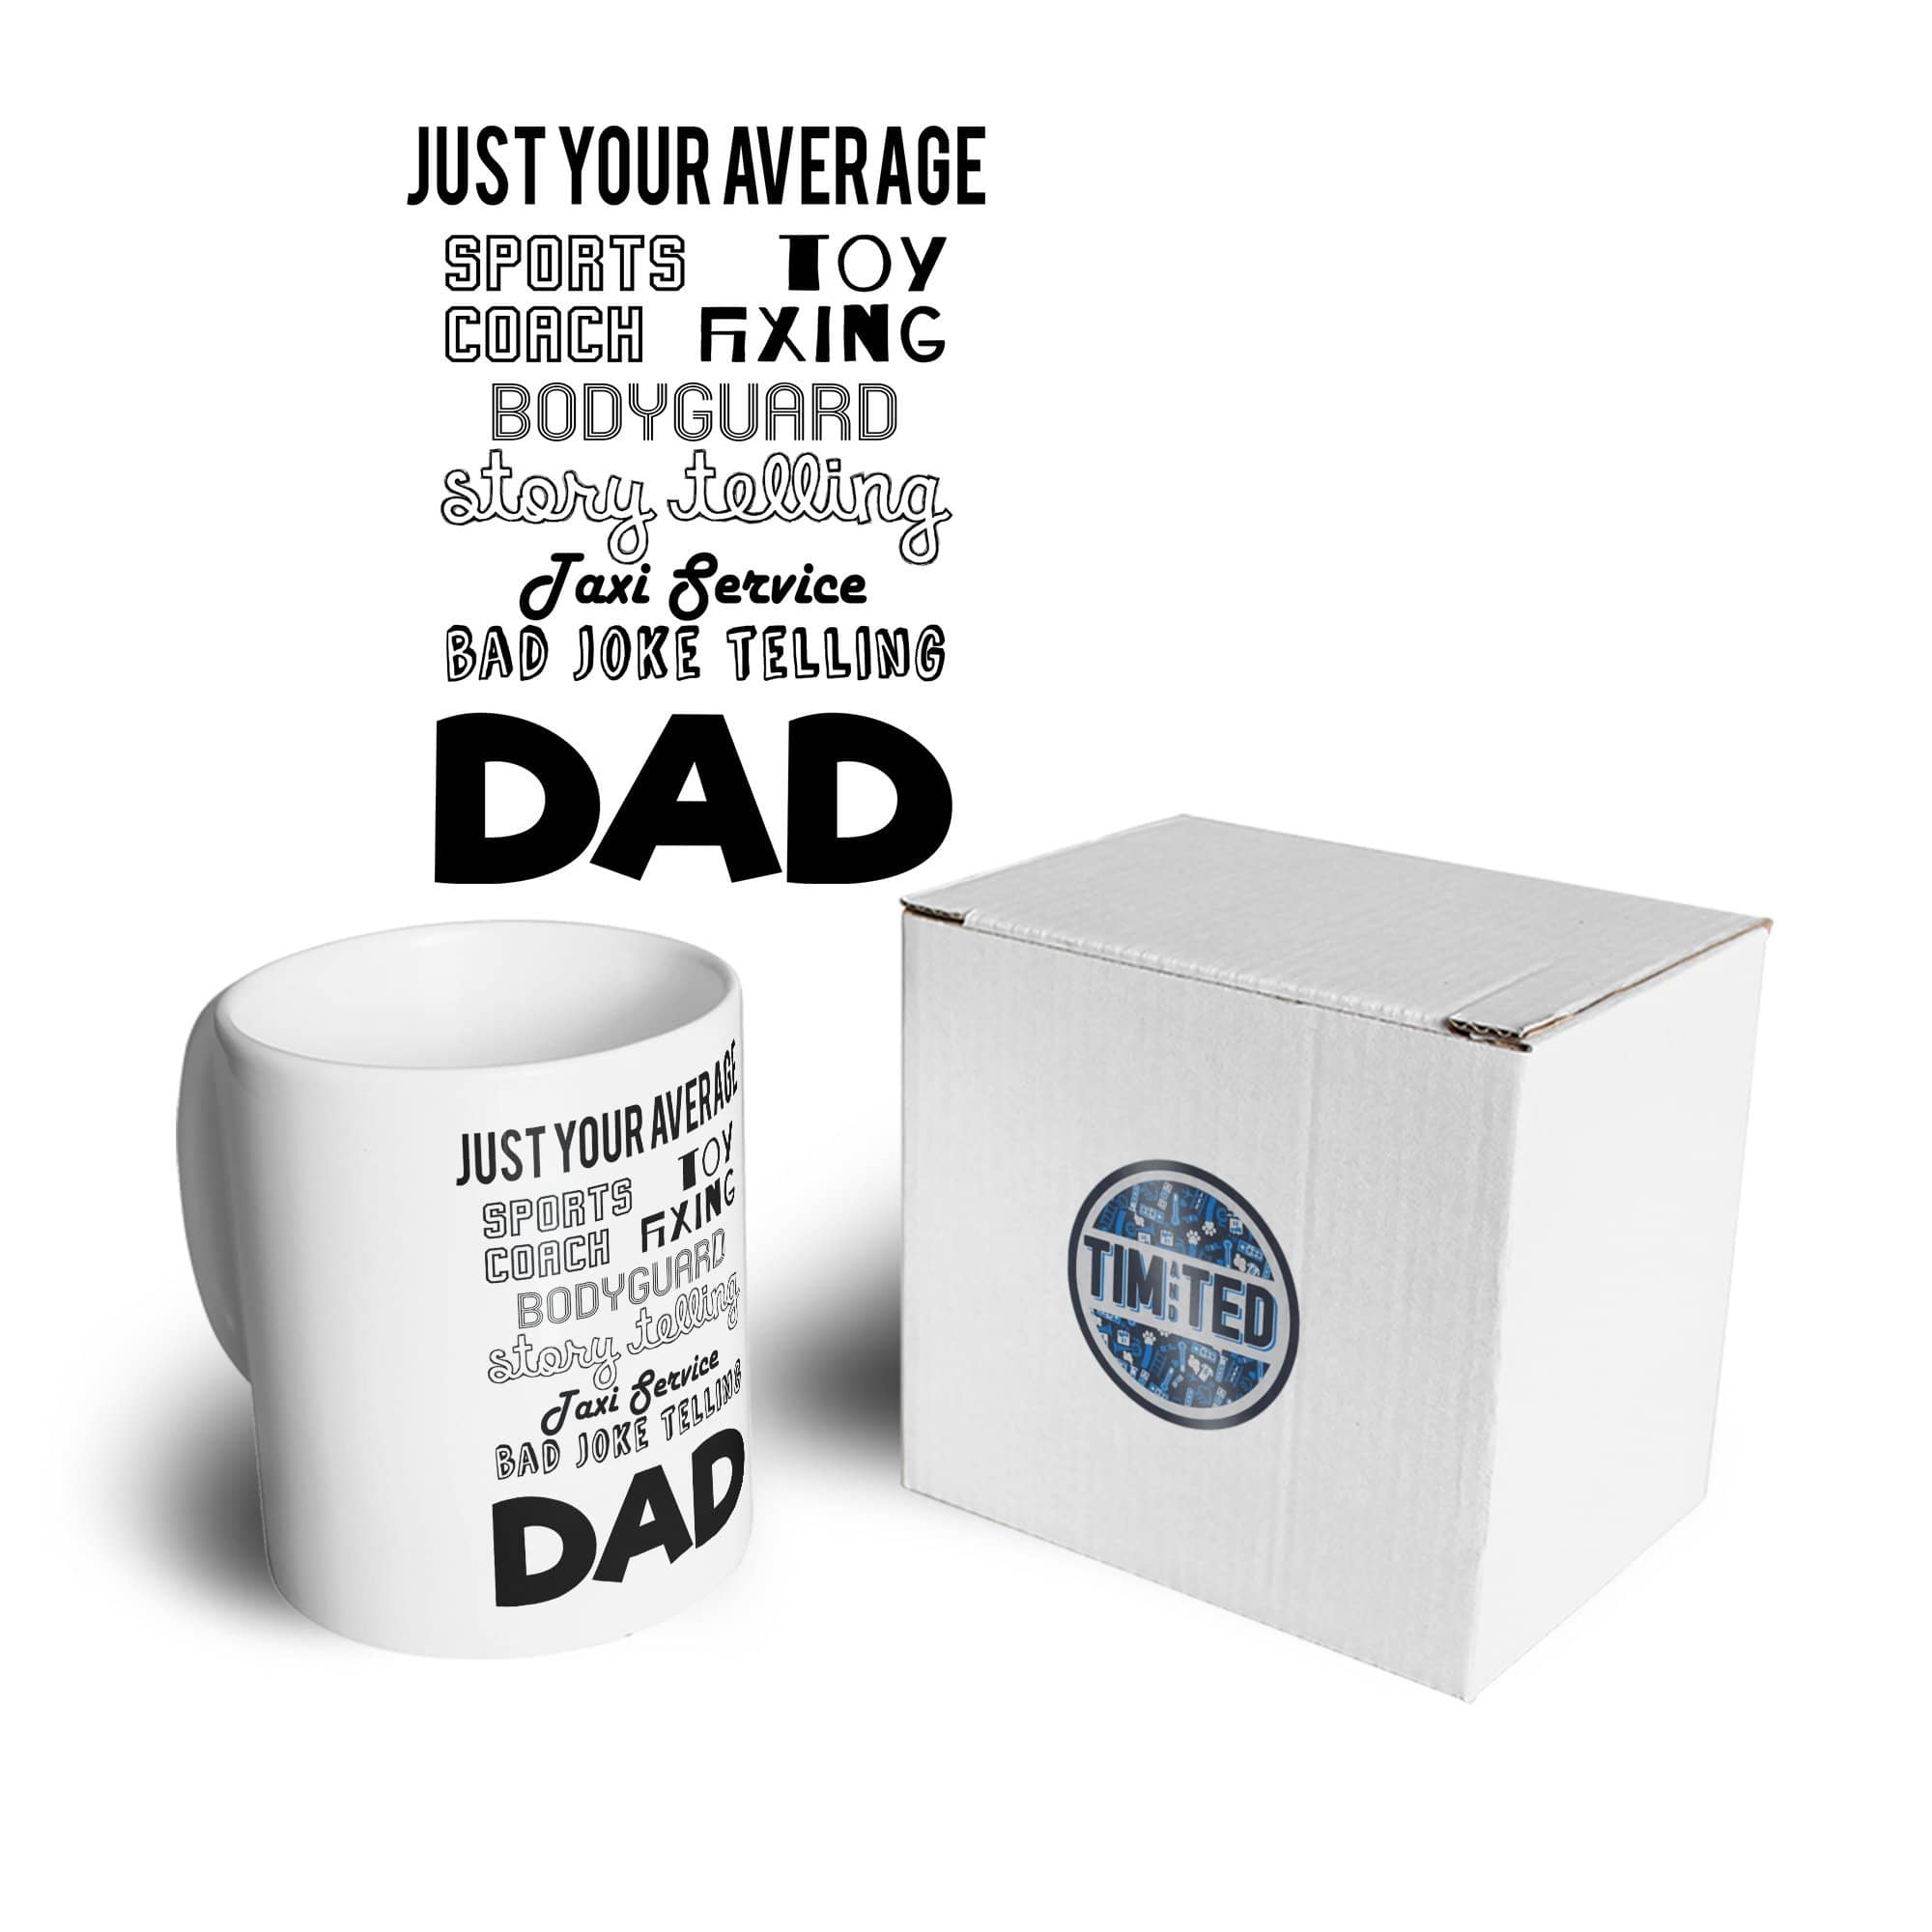 JUST YOUR AVERAGE
SPORTS TOY
COACH FIXING
BODYGUARD
story telling
Taxi Service
BAD JOKE TELLING
DAD
JUST YOUR AVERAGE
SPORTS TOY
COACH FIXING
BODYGUARD
story telling
Taxi Service
BAD JOKE TELLING
DAD
TIM AND TED